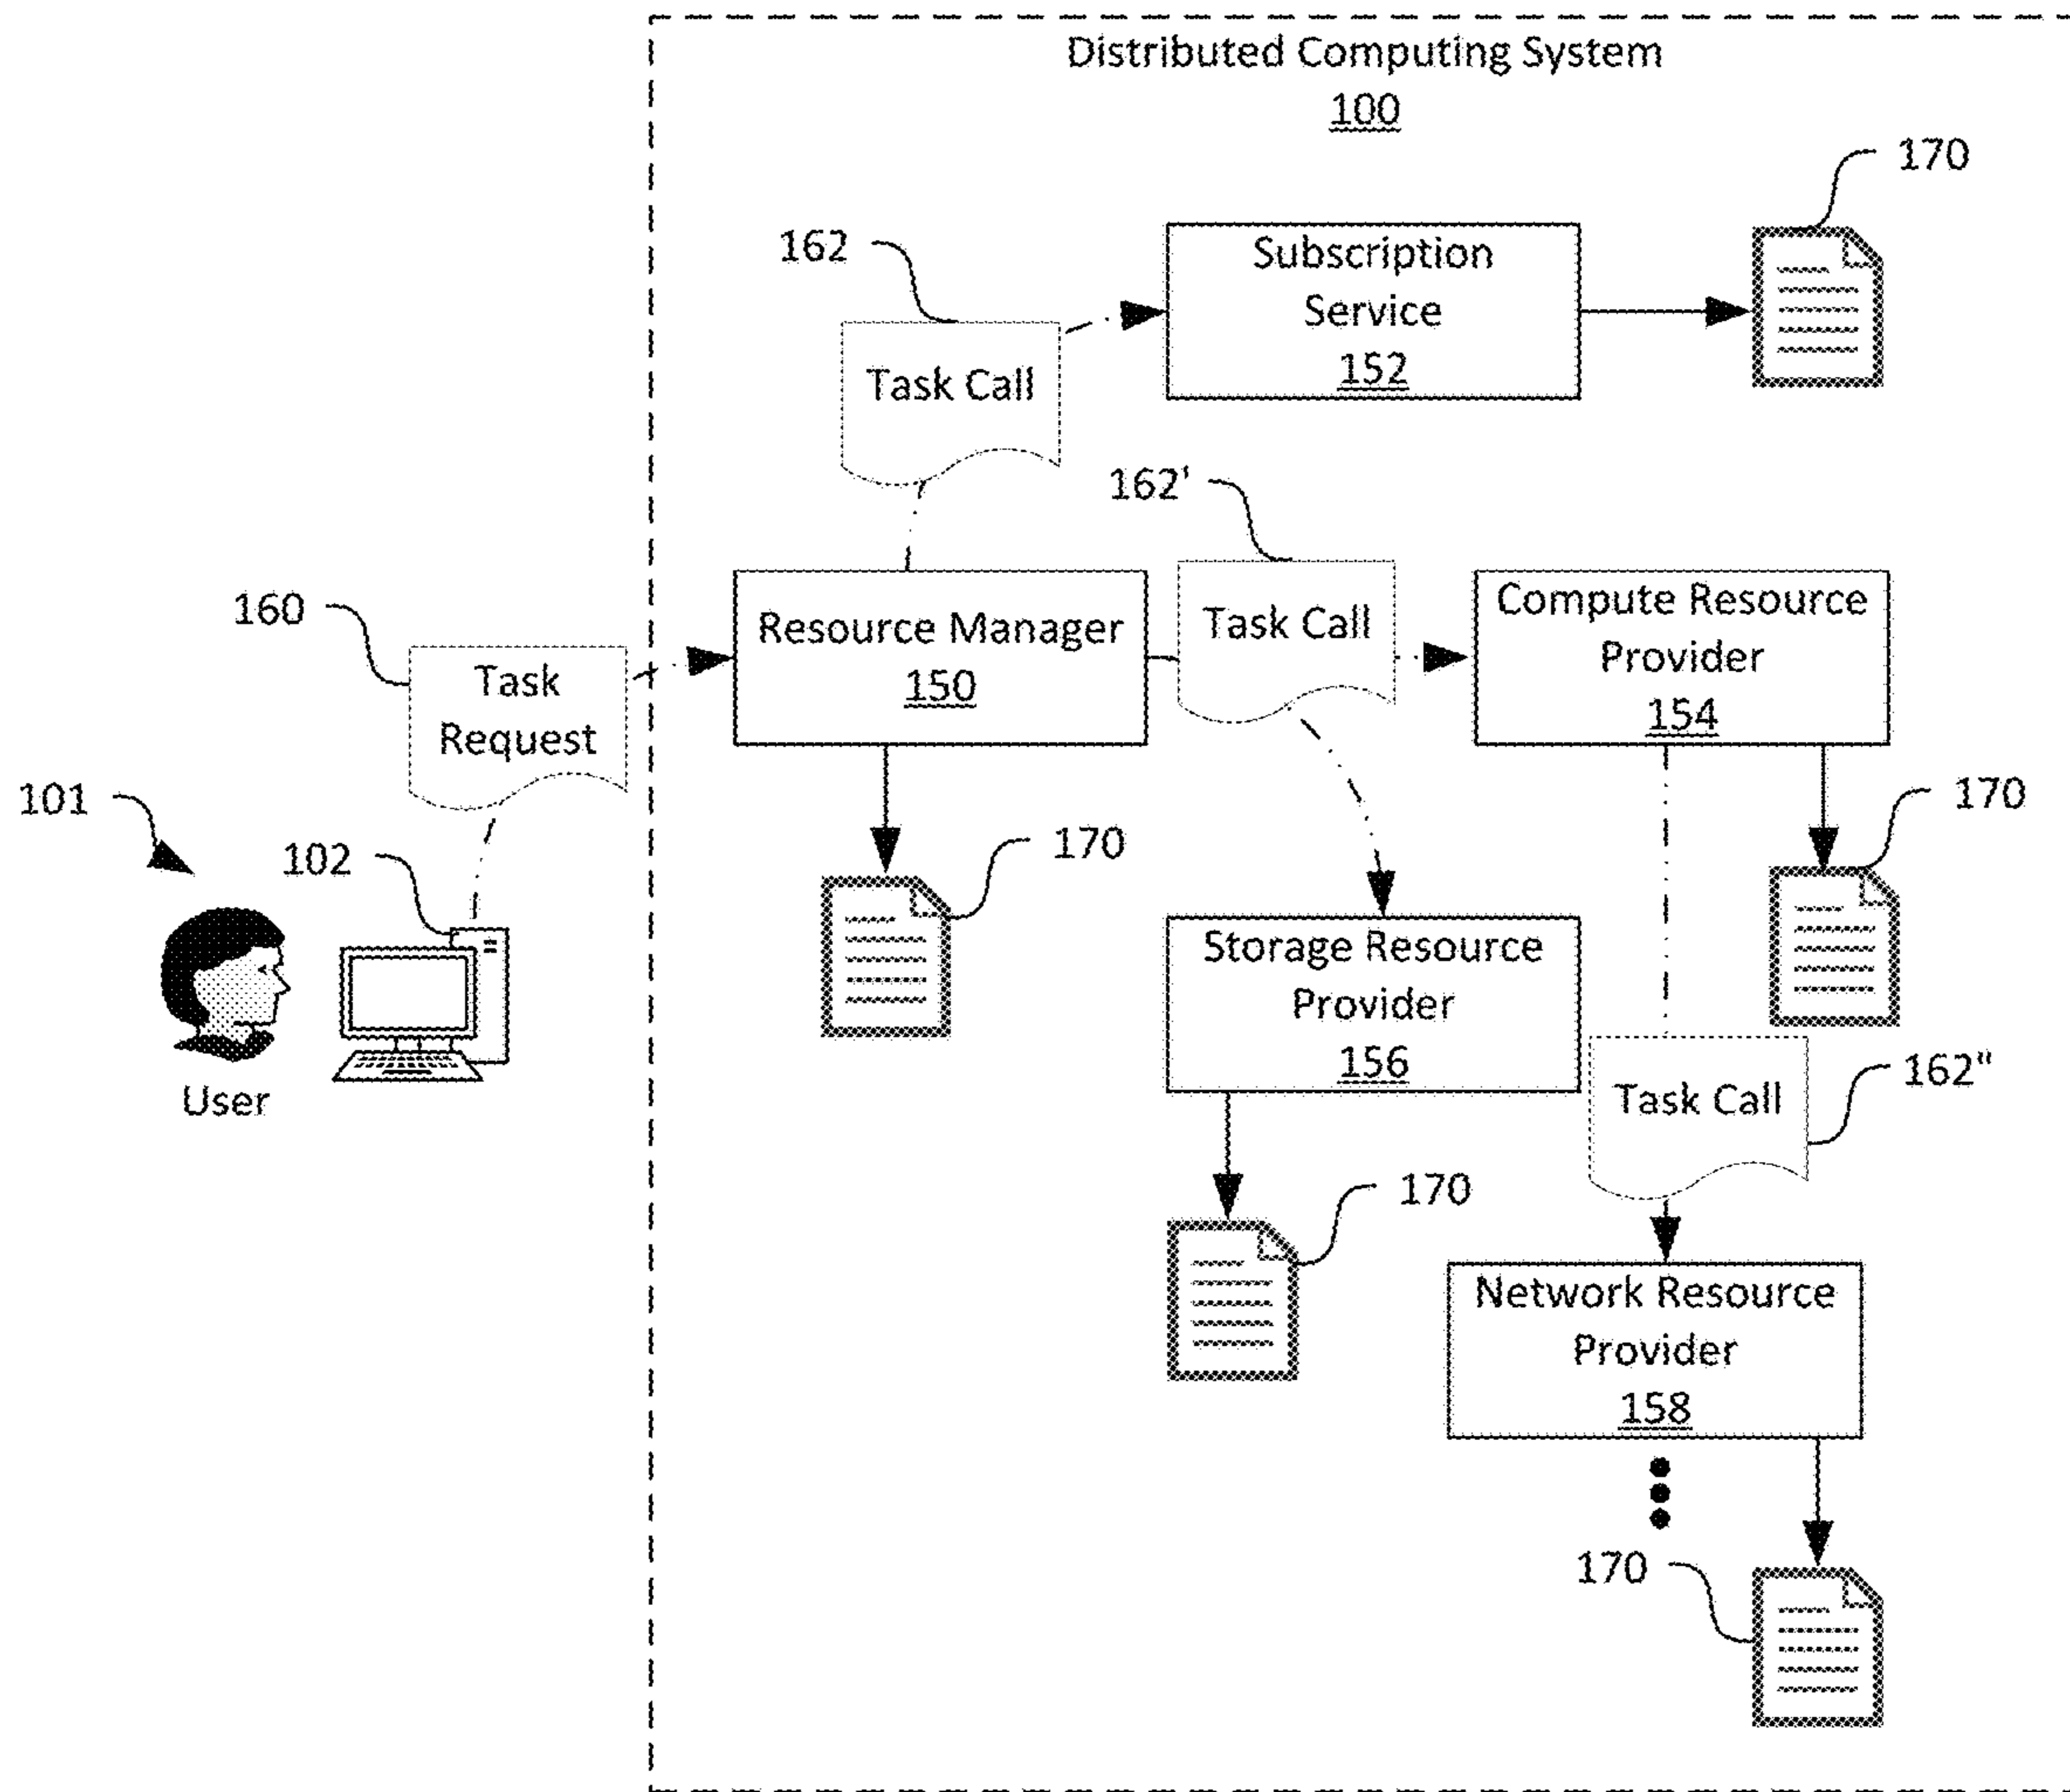 Distributed Computing System
100
170
162
Subscription
Service
152
Task Call
162'
160
Resource Manager
150
Task Call
Compute Resource
Provider
154
Task
Request
101
102
170
170
User
Storage Resource
Provider
156
Task Call
162"
170
Network Resource
Provider
158
170